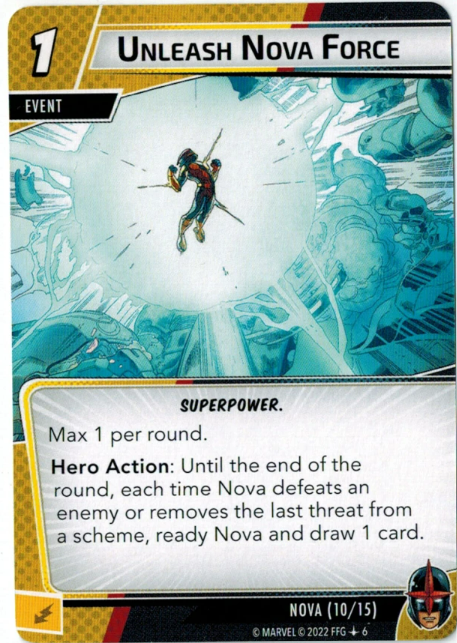 1
UNLEASH NOVA FORCE
EVENT
SUPERPOWER.
Max 1 per round.
Hero Action: Until the end of the
round, each time Nova defeats an
enemy or removes the last threat from
a scheme, ready Nova and draw 1 card.
NOVA (10/15)
© MARVEL © 2022 FFG 6